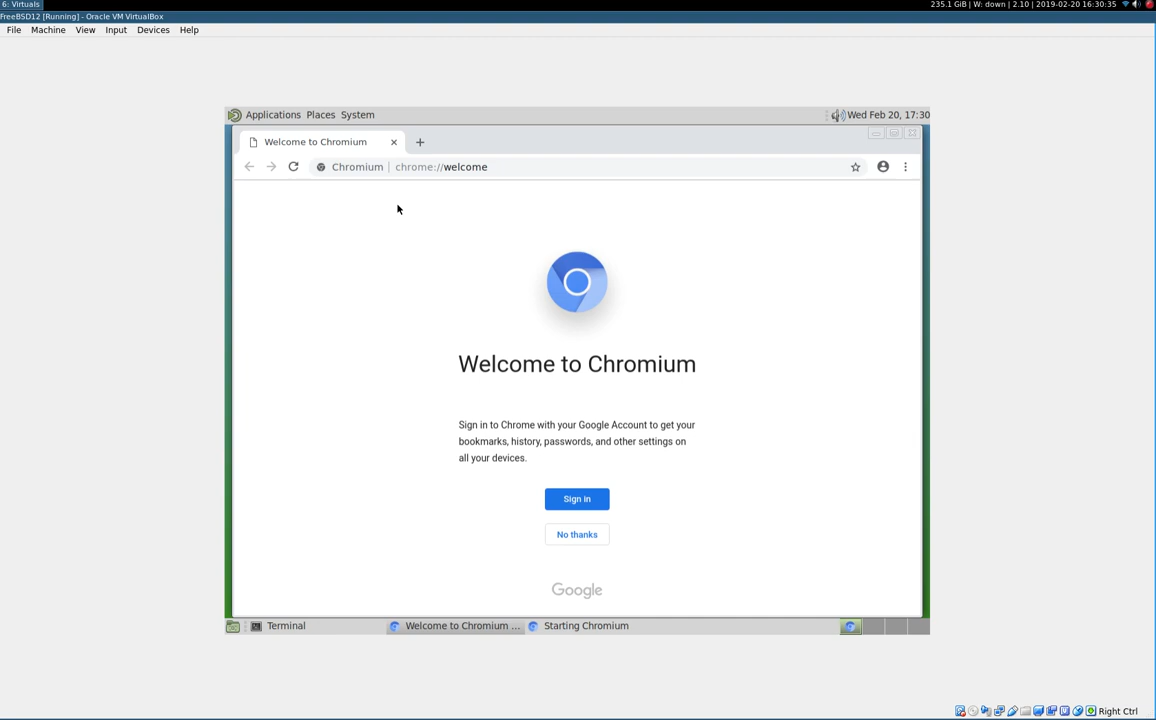 6: Virtuals
235.1 GiB | W: down | 2.10 | 2019-02-20 16:30:35
FreeBSD12 [Running] - Oracle VM VirtualBox
File Machine View Input Devices Help
Applications Places System
Wed Feb 20, 17:30
Welcome to Chromium
Chromium | chrome://welcome
Welcome to Chromium
Sign in to Chrome with your Google Account to get your
bookmarks, history, passwords, and other settings on
all your devices.
Sign in
No thanks
Google
Terminal
Welcome to Chromium ...
Starting Chromium
Right Ctrl